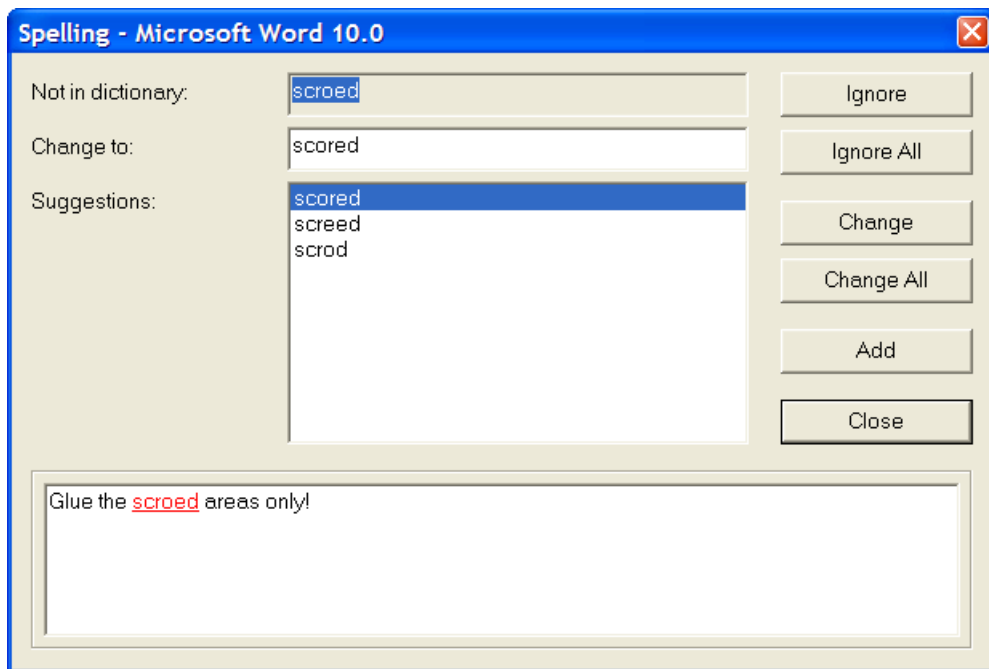 Spelling - Microsoft Word 10.0
Not in dictionary:
scroed
Ignore
Change to:
scored
Ignore All
Suggestions:
scored
screed
scrod
Change
Change All
Add
Close
Glue the scroed areas only!